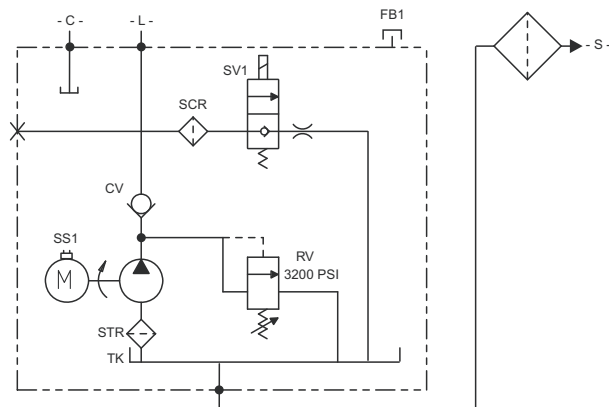 - C -
- L -
FB1
- S -
SV1
SCR
CV
SS1
M
RV
3200 PSI
STR
TK